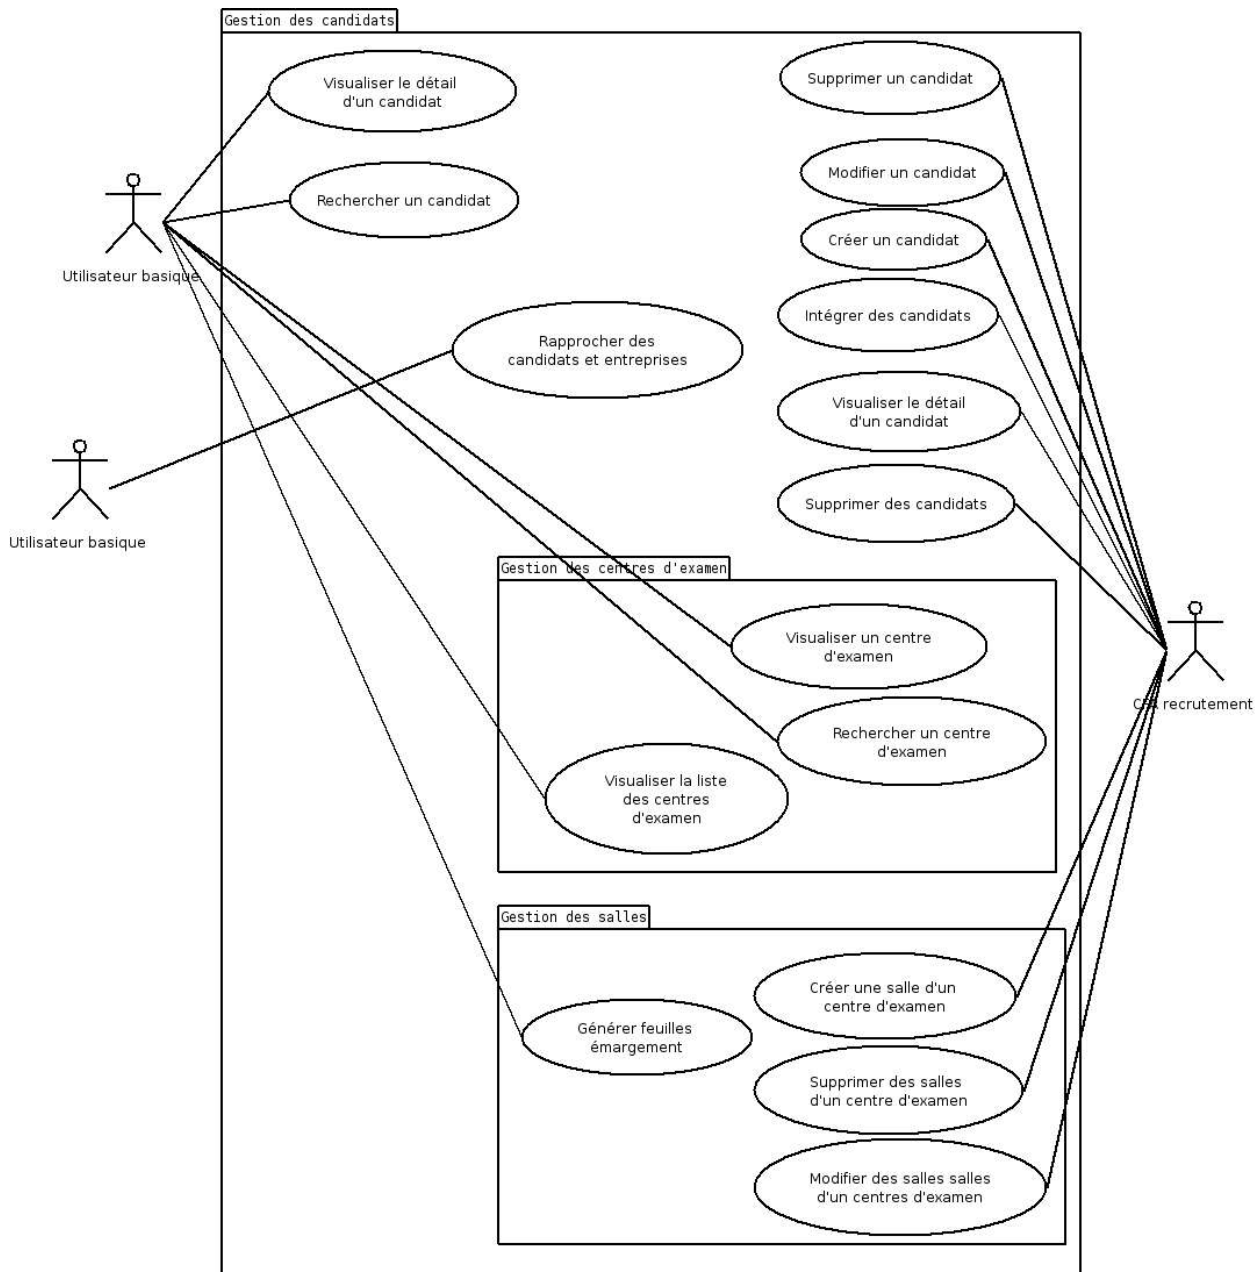 Gestion des candidats
Visualiser le détail
d'un candidat
Supprimer un candidat
Modifier un candidat
Rechercher un candidat
Créer un candidat
Utilisateur basique
Intégrer des candidats
Rapprocher des
candidats et entreprises
Visualiser le détail
d'un candidat
Supprimer des candidats
Utilisateur basique
Gestion des centres d'examen
Visualiser un centre
d'examen
recrutement
Rechercher un centre
d'examen
Visualiser la liste
des centres
d'examen
Gestion des salles
Créer une salle d'un
centre d'examen
Générer feuilles
émargement
Supprimer des salles
d'un centre d'examen
Modifier des salles salles
d'un centres d'examen